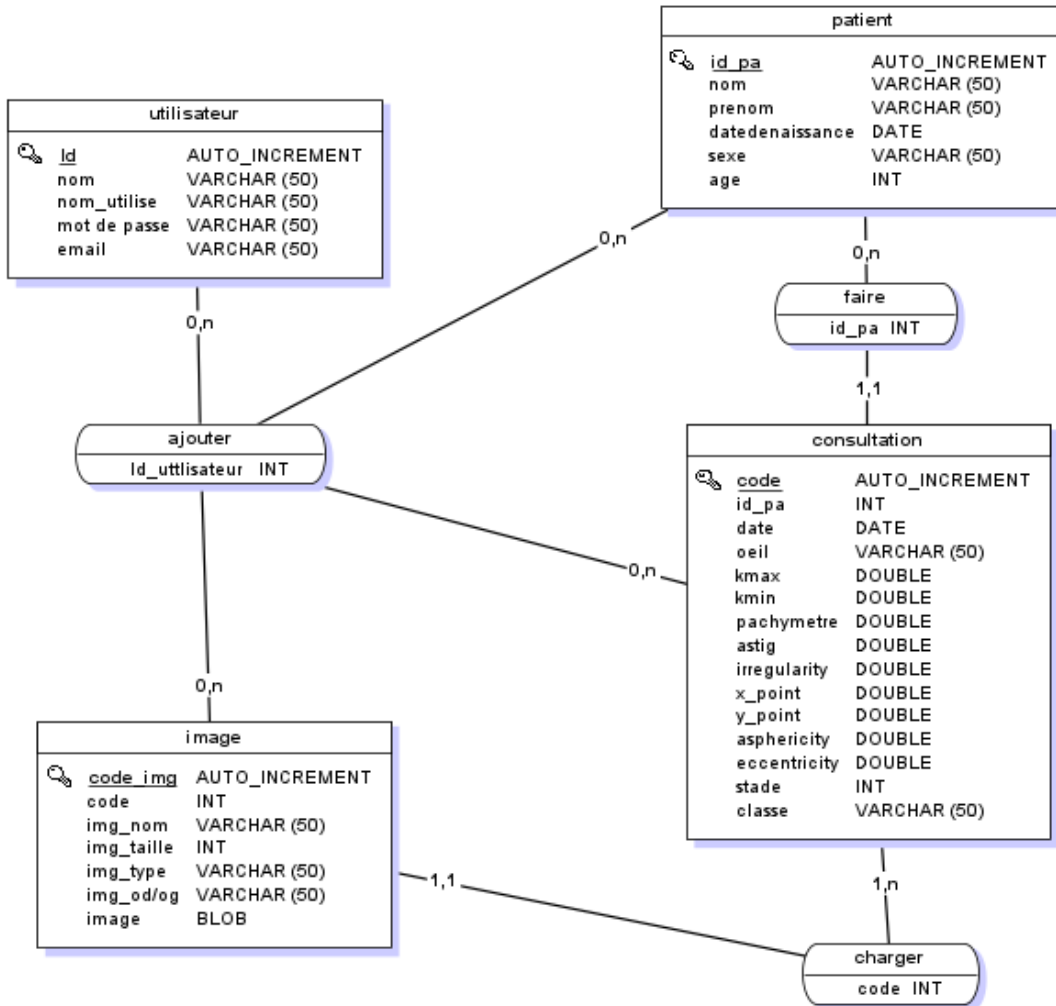 patient
id_pa AUTO_INCREMENT
nom VARCHAR (50)
prenom VARCHAR (50)
datedenaissance DATE
sexe VARCHAR (50)
age INT
utilisateur
Id AUTO_INCREMENT
nom VARCHAR (50)
nom_utilise VARCHAR (50)
mot de passe VARCHAR (50)
email VARCHAR (50)
0,n
0,n
0,n
faire
id_pa INT
1,1
ajouter
Id_uttlisateur INT
consultation
code AUTO_INCREMENT
id_pa INT
date DATE
oeil VARCHAR (50)
kmax DOUBLE
kmin DOUBLE
pachymetre DOUBLE
astig DOUBLE
irregularity DOUBLE
x_point DOUBLE
y_point DOUBLE
asphericity DOUBLE
eccentricity DOUBLE
stade INT
classe VARCHAR (50)
0,n
0,n
image
code_img AUTO_INCREMENT
code INT
img_nom VARCHAR (50)
img_taille INT
img_type VARCHAR (50)
img_od/og VARCHAR (50)
image BLOB
1,1
1,n
charger
code INT